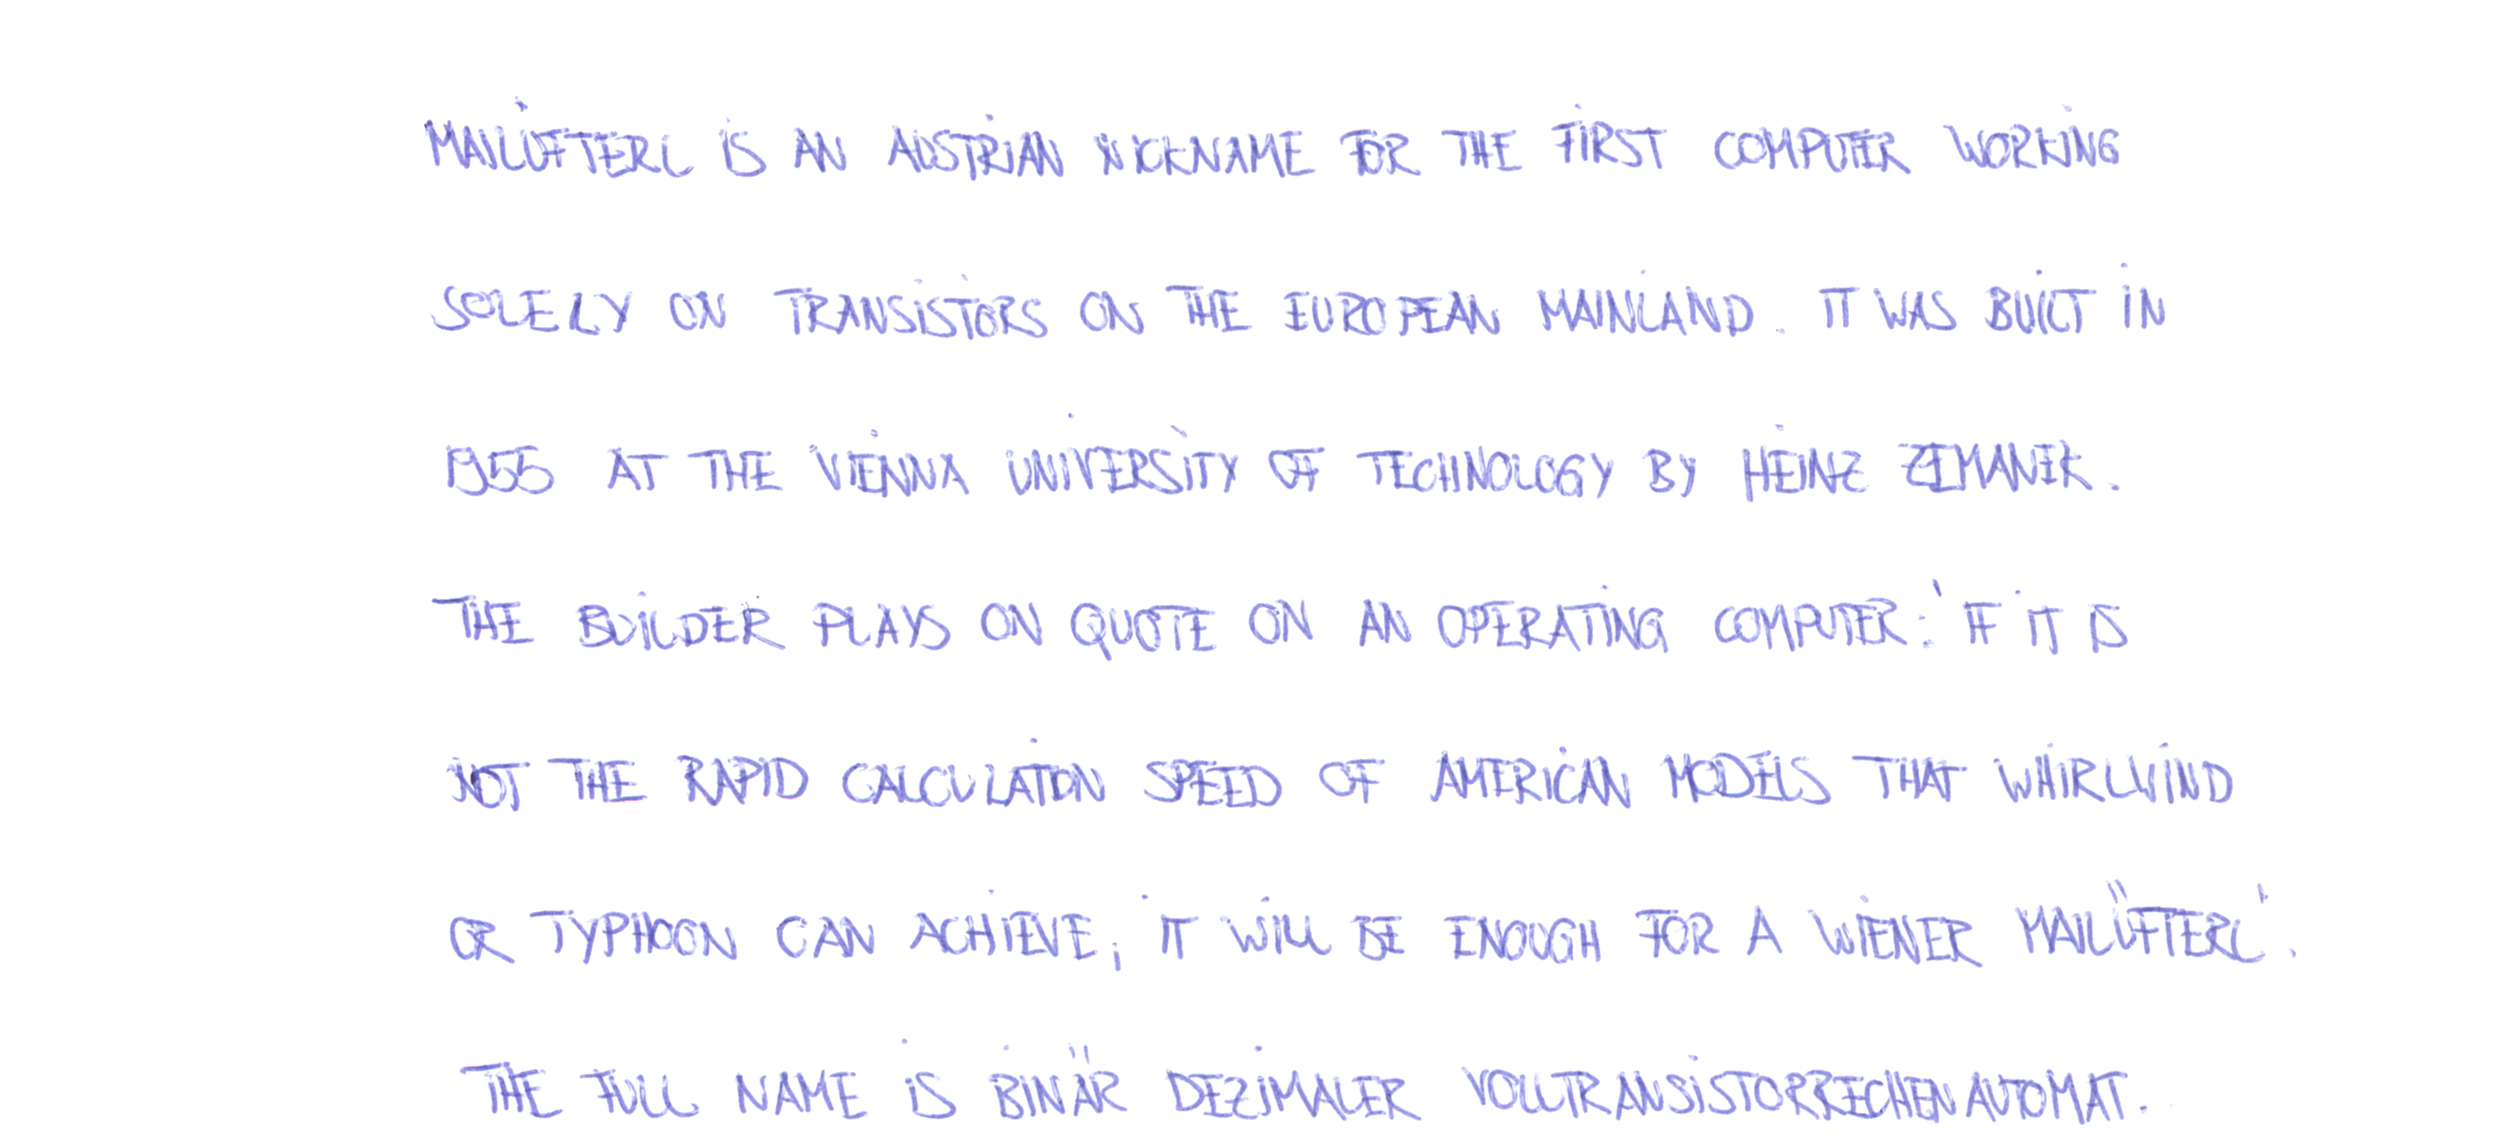 MAILÜFTERL IS AN AUSTRIAN NICKNAME FOR THE FIRST COMPUTER WORKING
SOLELY ON TRANSISTORS ON THE EUROPEAN MAINLAND. IT WAS BUILT IN
1955 AT THE VIENNA UNIVERSITY OF TECHNOLOGY BY HEINZ ZEMANEK.
THE BUILDER PLAYS ON QUOTE ON AN OPERATING COMPUTER: 'IF IT IS
NOT THE RAPID CALCULATION SPEED OF AMERICAN MODELS THAT WHIRLWIND
OR TYPHOON CAN ACHIEVE, IT WILL BE ENOUGH FOR A WIENER MAILÜFTERL'.
THE FULL NAME IS BINÄR DEZIMALER VOLLTRANSISTORRECHENAUTOMAT.